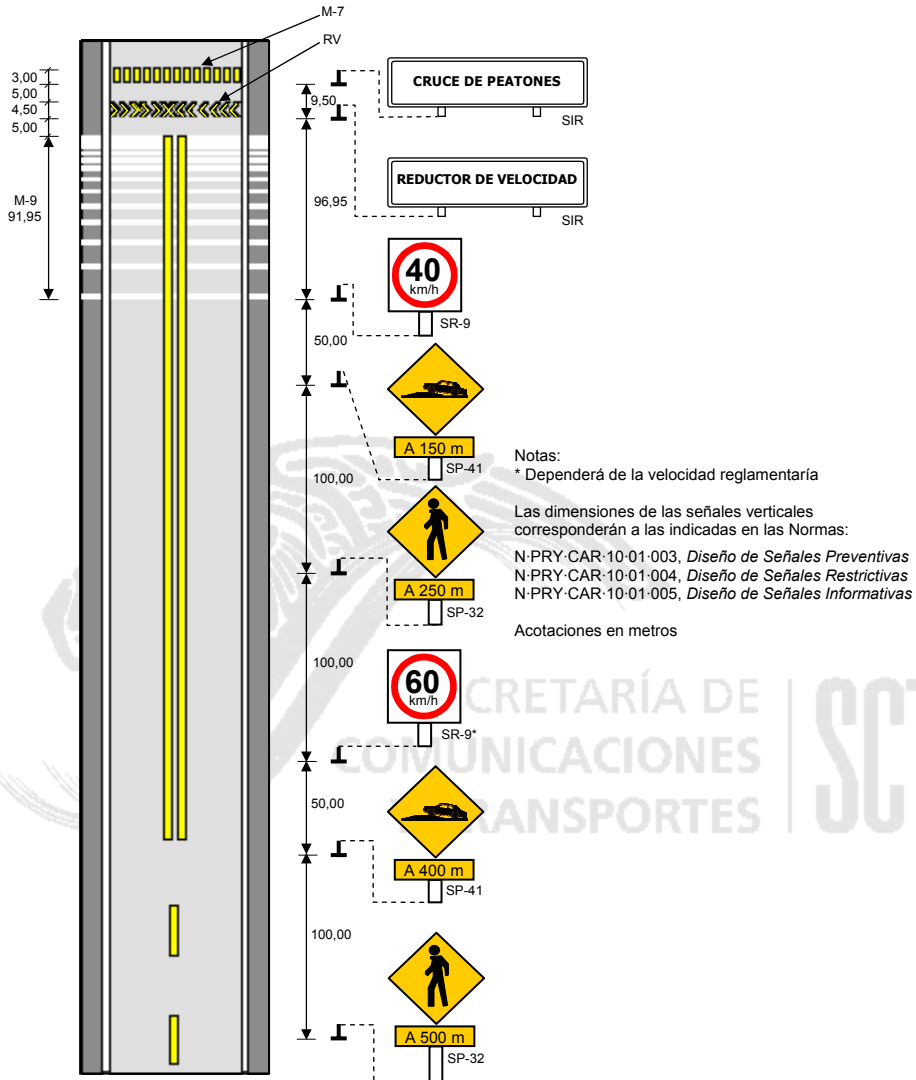 M-7
RV
3,00
5,00
4,50
5,00
M-9
91,95
9,50
96,95
50,00
100,00
100,00
50,00
100,00
CRUCE DE PEATONES
SIR
REDUCTOR DE VELOCIDAD
SIR
40
km/h
SR-9
A 150 m
SP-41
A 250 m
SP-32
60
km/h
SR-9*
A 400 m
SP-41
A 500 m
SP-32
Notas:
* Dependerá de la velocidad reglamentaría
Las dimensiones de las señales verticales
corresponderán a las indicadas en las Normas:
N·PRY·CAR·10·01·003, Diseño de Señales Preventivas
N·PRY·CAR·10·01·004, Diseño de Señales Restrictivas
N·PRY·CAR·10·01·005, Diseño de Señales Informativas
Acotaciones en metros
CRETARÍA DE
COMUNICACIONES
TRANSPORTES
SCT